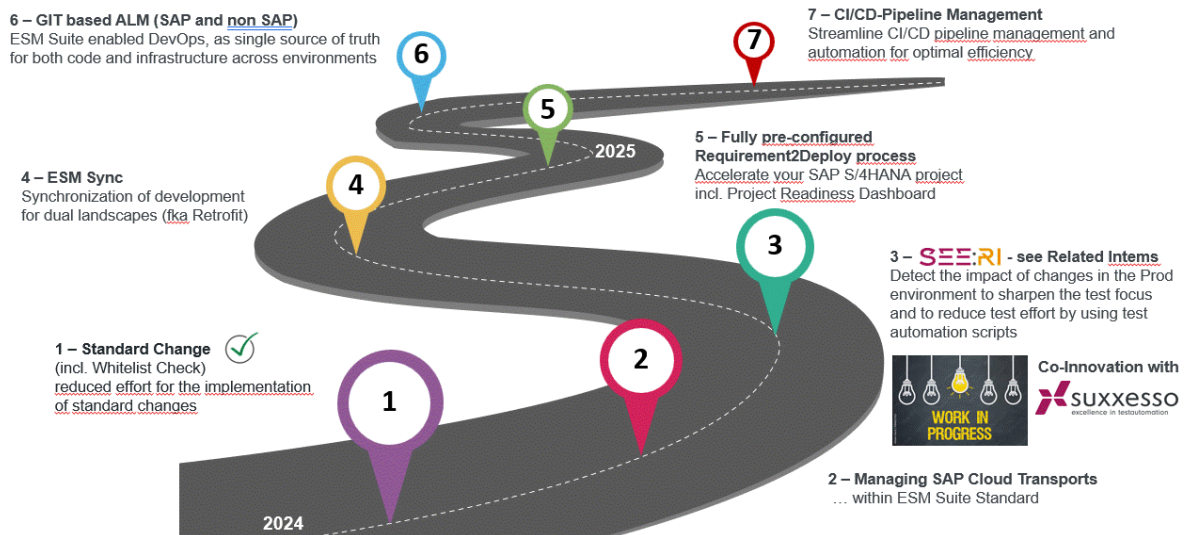 6 – GIT based ALM (SAP and non SAP)
ESM Suite enabled DevOps, as single source of truth
for both code and infrastructure across environments
7 – CI/CD-Pipeline Management
Streamline CI/CD pipeline management and
automation for optimal efficiency
6
7
5
2025
5 – Fully pre-configured
Requirement2Deploy process
Accelerate your SAP S/4HANA project
incl. Project Readiness Dashboard
4 – ESM Sync
Synchronization of development
for dual landscapes (fka Retrofit)
4
3
3 – SEE:RI - see Related Intems
Detect the impact of changes in the Prod
environment to sharpen the test focus
and to reduce test effort by using test
automation scripts
1 – Standard Change
(incl. Whitelist Check)
reduced effort for the implementation
of standard changes
1
2
WORK IN
PROGRESS
Co-Innovation with
suxxesso
excellence in testautomation
2 – Managing SAP Cloud Transports
… within ESM Suite Standard
2024